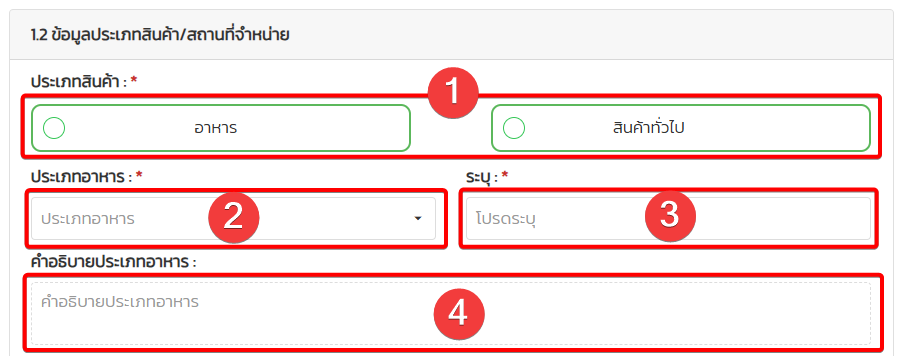 1.2 ข้อมูลประเภทสินค้า/สถานที่จำหน่าย
ประเภทสินค้า : *
1
อาหาร สินค้าทั่วไป
ประเภทอาหาร : * ระบุ : *
ประเภทอาหาร 2 โปรดระบุ 3
คำอธิบายประเภทอาหาร :
คำอธิบายประเภทอาหาร
4